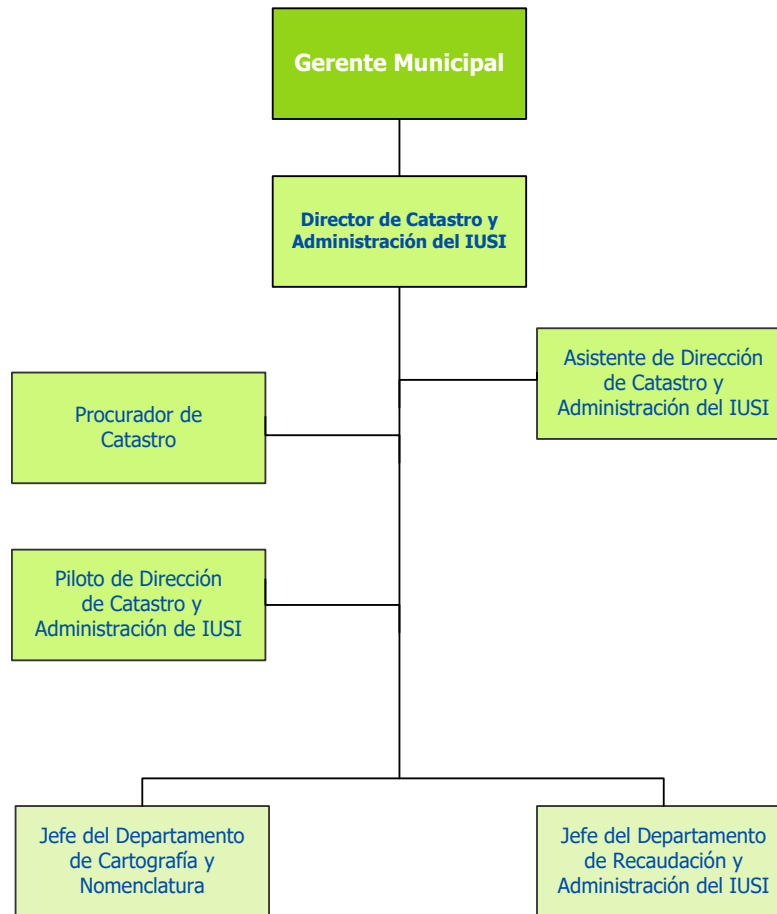 Gerente Municipal
Director de Catastro y
Administración del IUSI
Asistente de Dirección
de Catastro y
Administración del IUSI
Procurador de
Catastro
Piloto de Dirección
de Catastro y
Administración de IUSI
Jefe del Departamento
de Cartografía y
Nomenclatura
Jefe del Departamento
de Recaudación y
Administración del IUSI